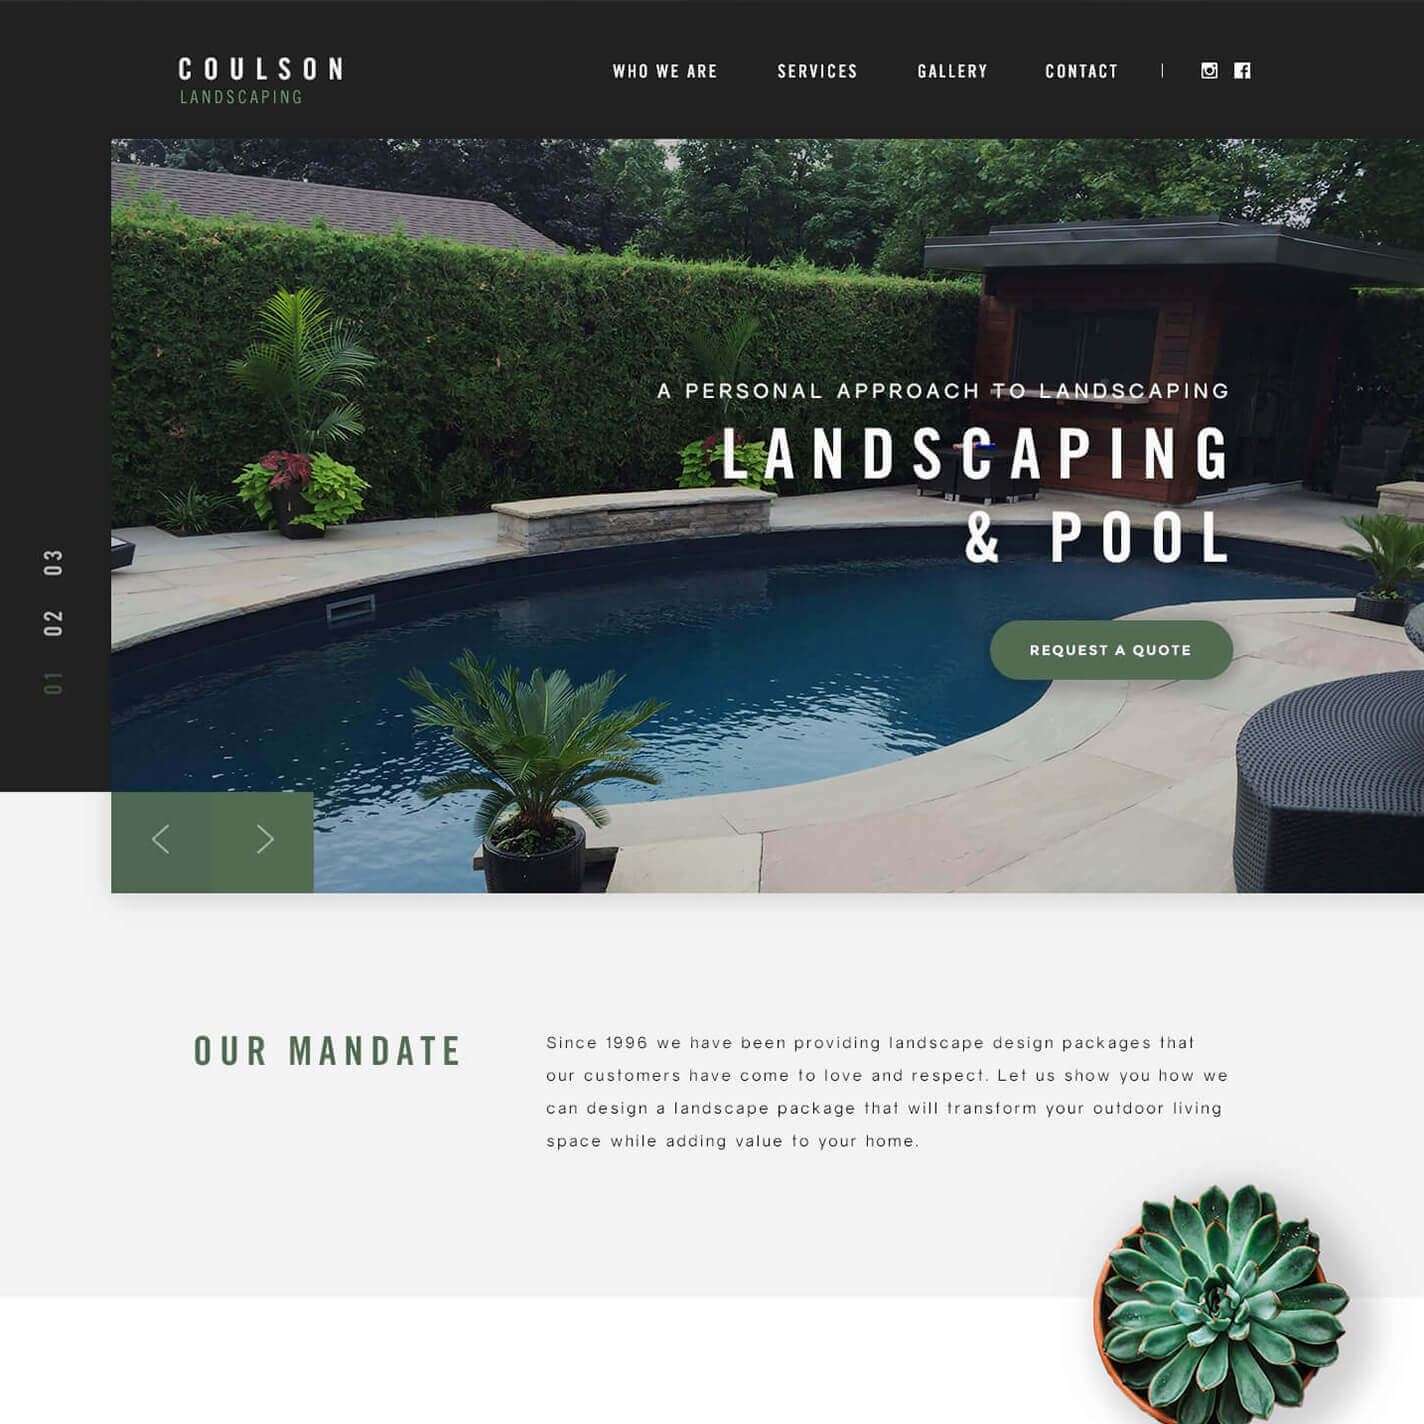 COULSON
LANDSCAPING
WHO WE ARE
SERVICES
GALLERY
CONTACT
A PERSONAL APPROACH TO LANDSCAPING
LANDSCAPING
& POOL
REQUEST A QUOTE
01 02 03
OUR MANDATE
Since 1996 we have been providing landscape design packages that
our customers have come to love and respect. Let us show you how we
can design a landscape package that will transform your outdoor living
space while adding value to your home.